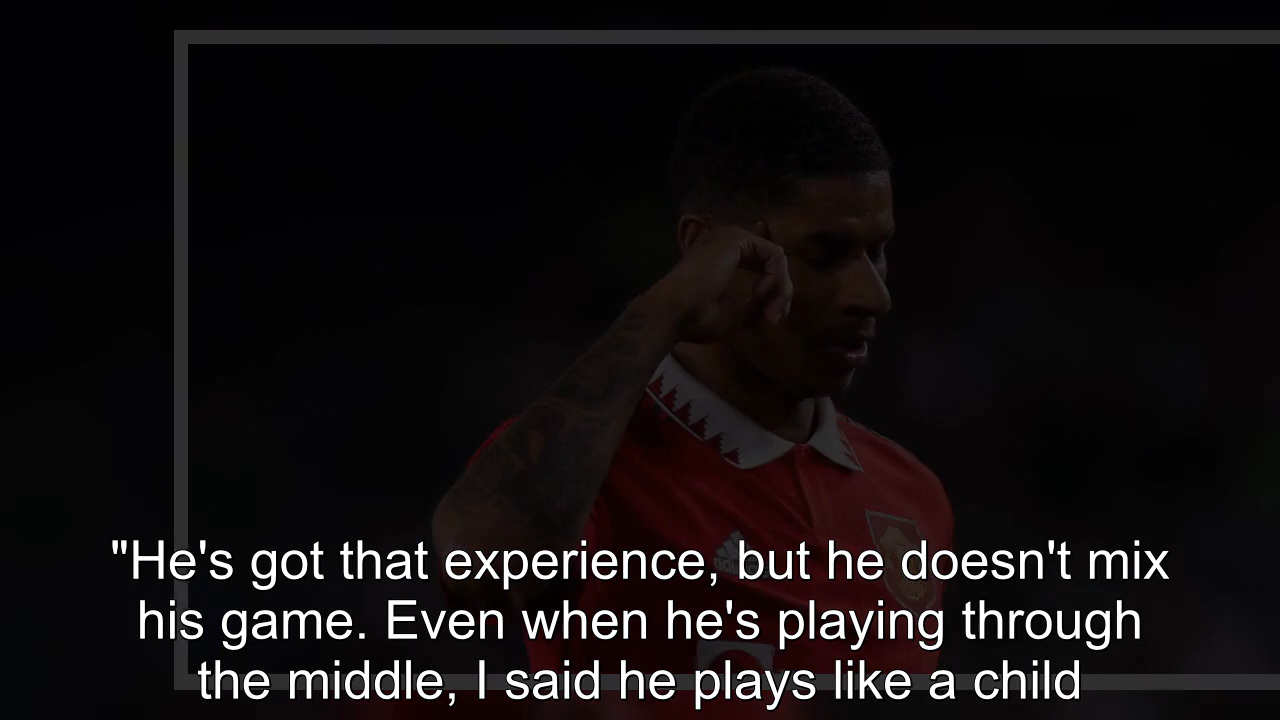 "He's got that experience, but he doesn't mix
his game. Even when he's playing through
the middle, I said he plays like a child